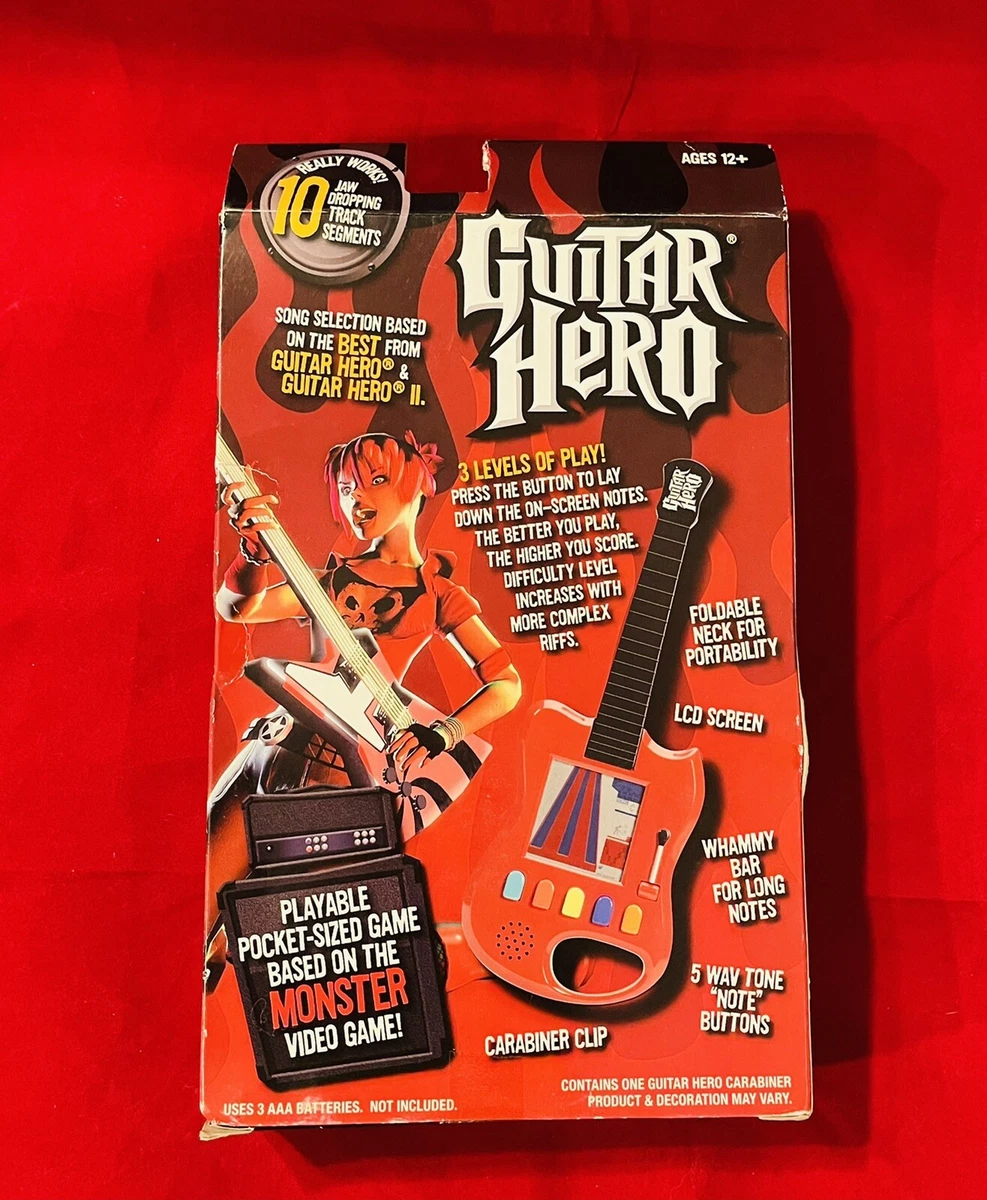 REALLY WORKS!
10 JAW
DROPPING
TRACK
SEGMENTS
AGES 12+
GUITAR®
HERO
SONG SELECTION BASED
ON THE BEST FROM
GUITAR HERO® &
GUITAR HERO® II.
3 LEVELS OF PLAY!
PRESS THE BUTTON TO LAY
DOWN THE ON-SCREEN NOTES.
THE BETTER YOU PLAY,
THE HIGHER YOU SCORE.
DIFFICULTY LEVEL
INCREASES WITH
MORE COMPLEX
RIFFS.
GUITAR
HERO
FOLDABLE
NECK FOR
PORTABILITY
LCD SCREEN
WHAMMY
BAR
FOR LONG
NOTES
5 WAV TONE
"NOTE"
BUTTONS
CARABINER CLIP
PLAYABLE
POCKET-SIZED GAME
BASED ON THE
MONSTER
VIDEO GAME!
USES 3 AAA BATTERIES. NOT INCLUDED.
CONTAINS ONE GUITAR HERO CARABINER
PRODUCT & DECORATION MAY VARY.